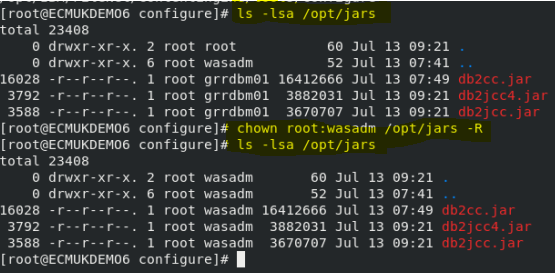 [root@ECMUKDEMO6 configure]# ls -lsa /opt/jars
total 23408
    0 drwxr-xr-x. 2 root root          60 Jul 13 09:21 .
    0 drwxr-xr-x. 6 root wasadm        52 Jul 13 07:41 ..
16028 -r--r--r--. 1 root grrdbm01 16412666 Jul 13 07:49 db2cc.jar
 3792 -r--r--r--. 1 root grrdbm01  3882031 Jul 13 09:21 db2jcc4.jar
 3588 -r--r--r--. 1 root grrdbm01  3670707 Jul 13 09:21 db2jcc.jar
[root@ECMUKDEMO6 configure]# chown root:wasadm /opt/jars -R
[root@ECMUKDEMO6 configure]# ls -lsa /opt/jars
total 23408
    0 drwxr-xr-x. 2 root wasadm       60 Jul 13 09:21 .
    0 drwxr-xr-x. 6 root wasadm       52 Jul 13 07:41 ..
16028 -r--r--r--. 1 root wasadm 16412666 Jul 13 07:49 db2cc.jar
 3792 -r--r--r--. 1 root wasadm  3882031 Jul 13 09:21 db2jcc4.jar
 3588 -r--r--r--. 1 root wasadm  3670707 Jul 13 09:21 db2jcc.jar
[root@ECMUKDEMO6 configure]#